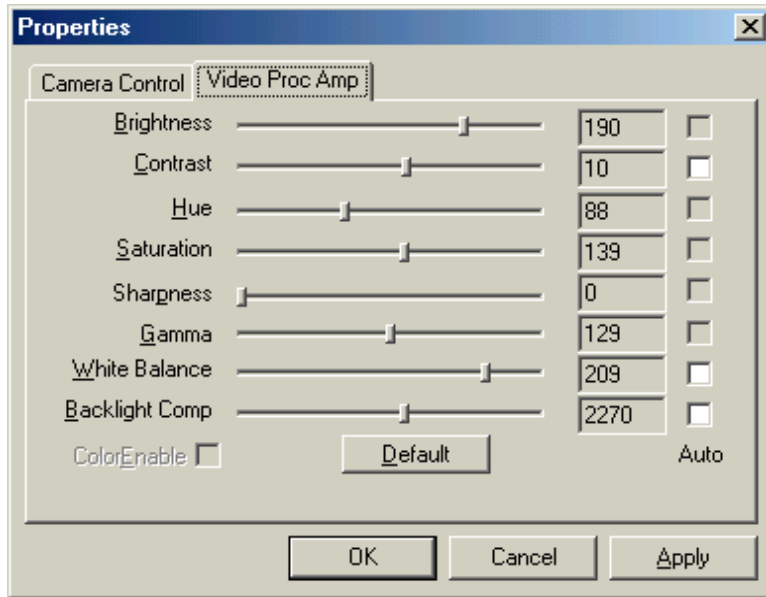 Properties
Camera Control Video Proc Amp
Brightness 190
Contrast 10
Hue 88
Saturation 139
Sharpness 0
Gamma 129
White Balance 209
Backlight Comp 2270
ColorEnable Default Auto
OK Cancel Apply